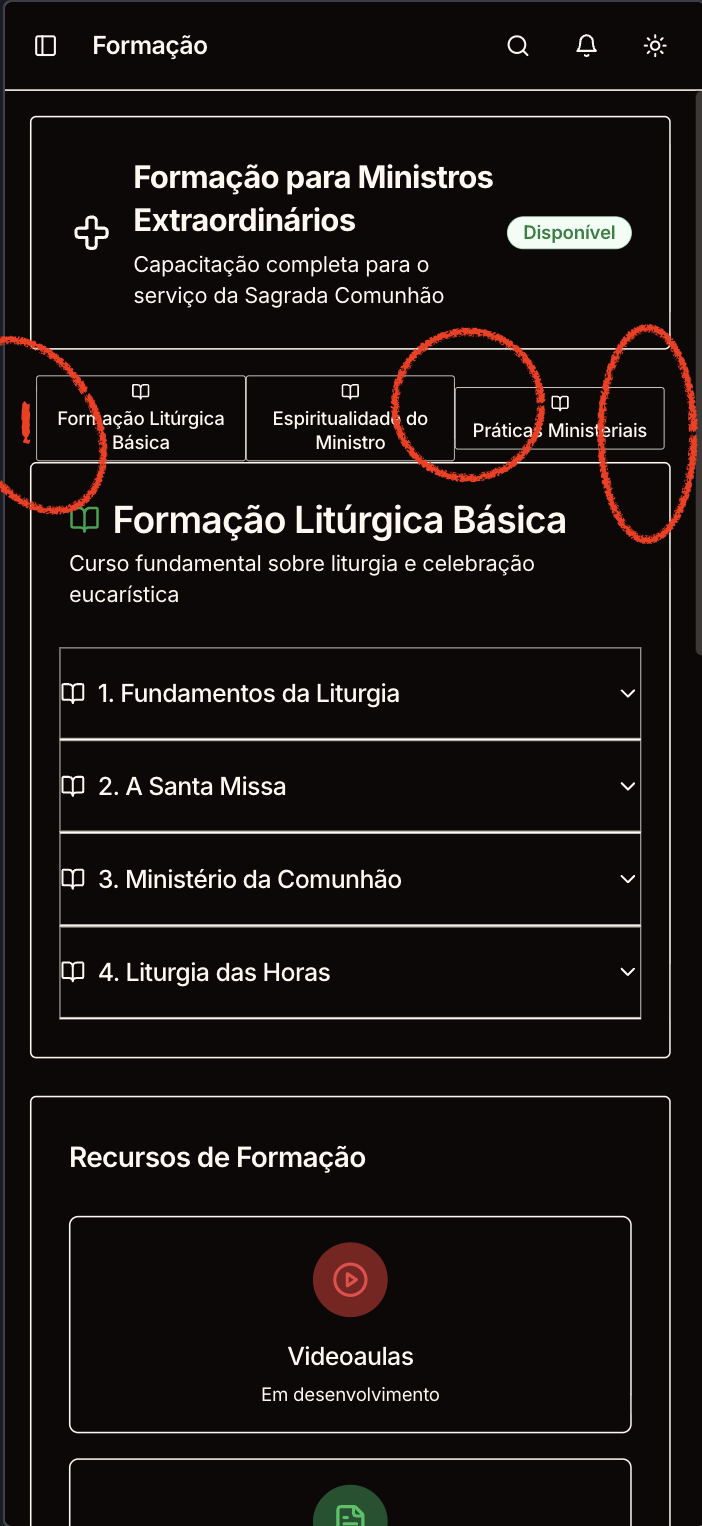 Formação
Formação para Ministros
Extraordinários
Disponível
Capacitação completa para o
serviço da Sagrada Comunhão
Formação Litúrgica
Básica
Espiritualidade do
Ministro
Práticas Ministeriais
Formação Litúrgica Básica
Curso fundamental sobre liturgia e celebração
eucarística
1. Fundamentos da Liturgia
2. A Santa Missa
3. Ministério da Comunhão
4. Liturgia das Horas
Recursos de Formação
Videoaulas
Em desenvolvimento